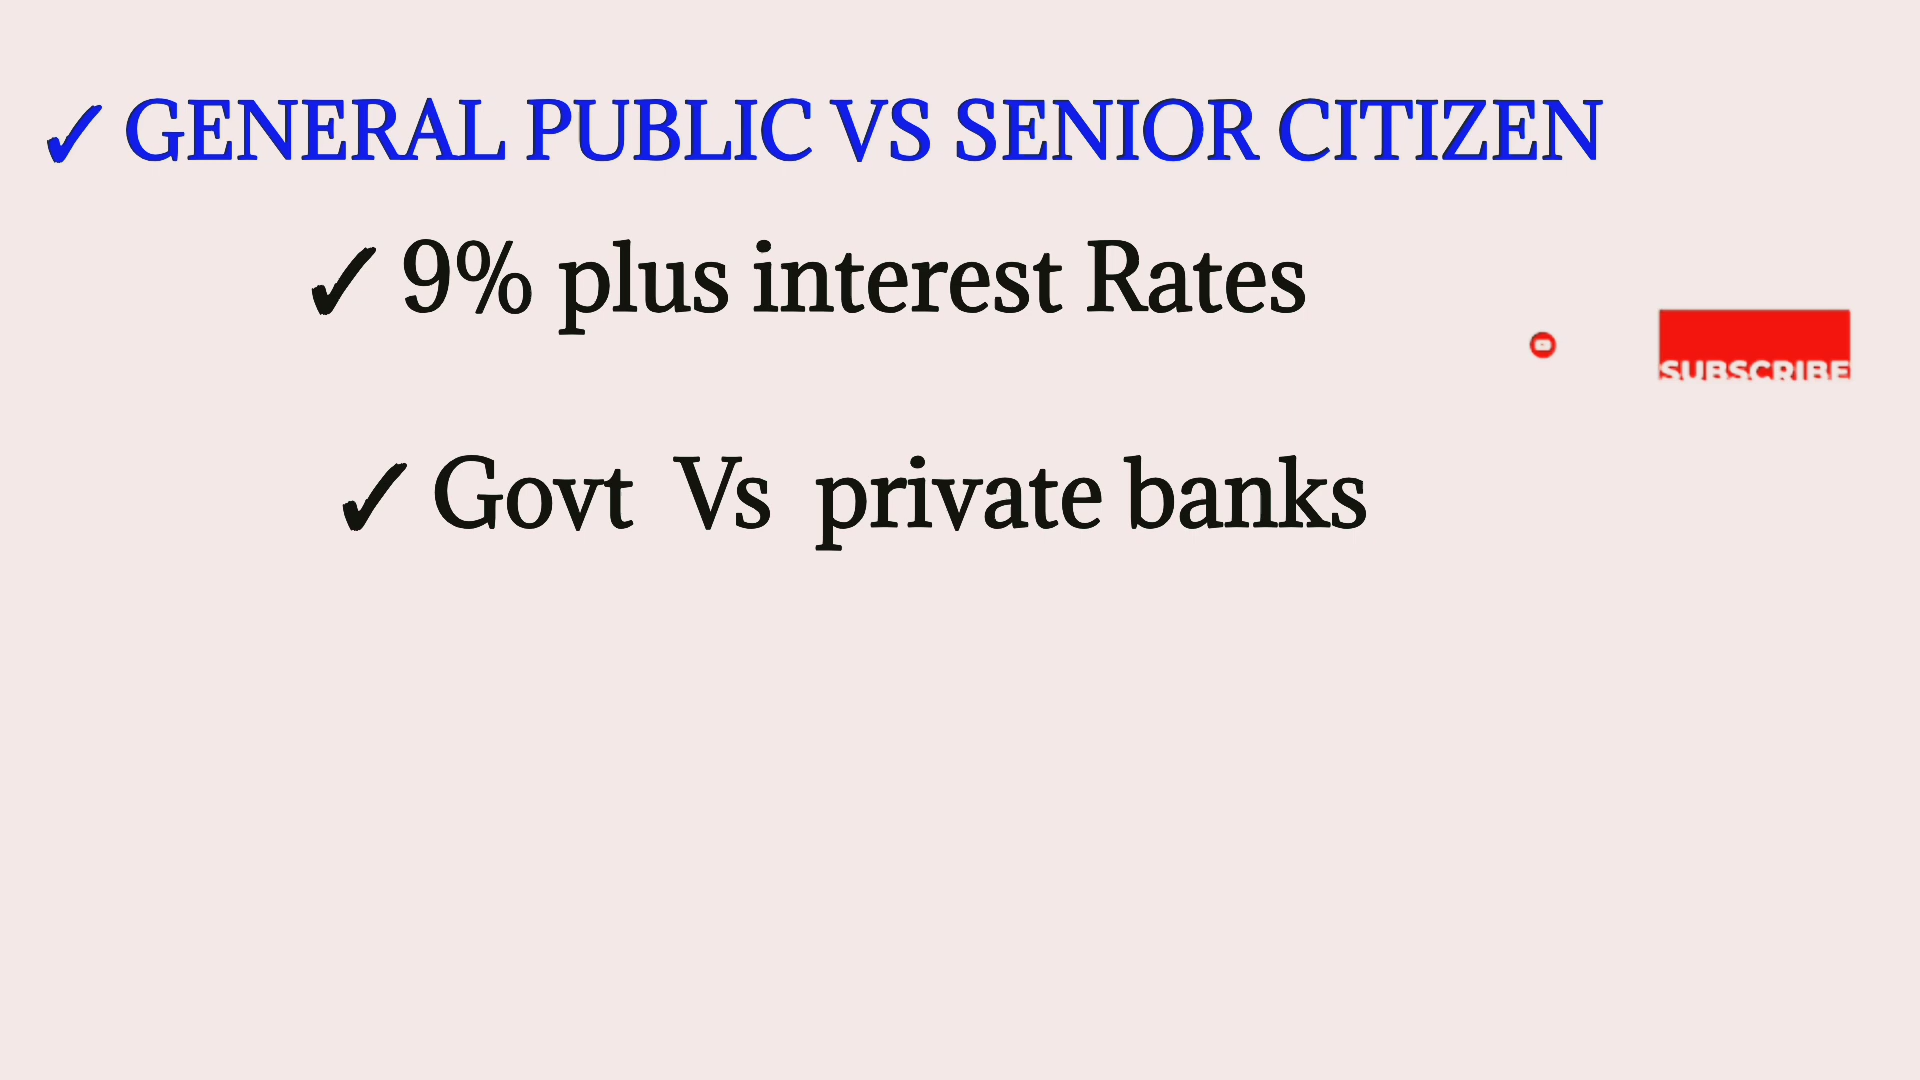 ✓ GENERAL PUBLIC VS SENIOR CITIZEN
✓ 9% plus interest Rates
SUBSCRIBE
✓ Govt Vs private banks